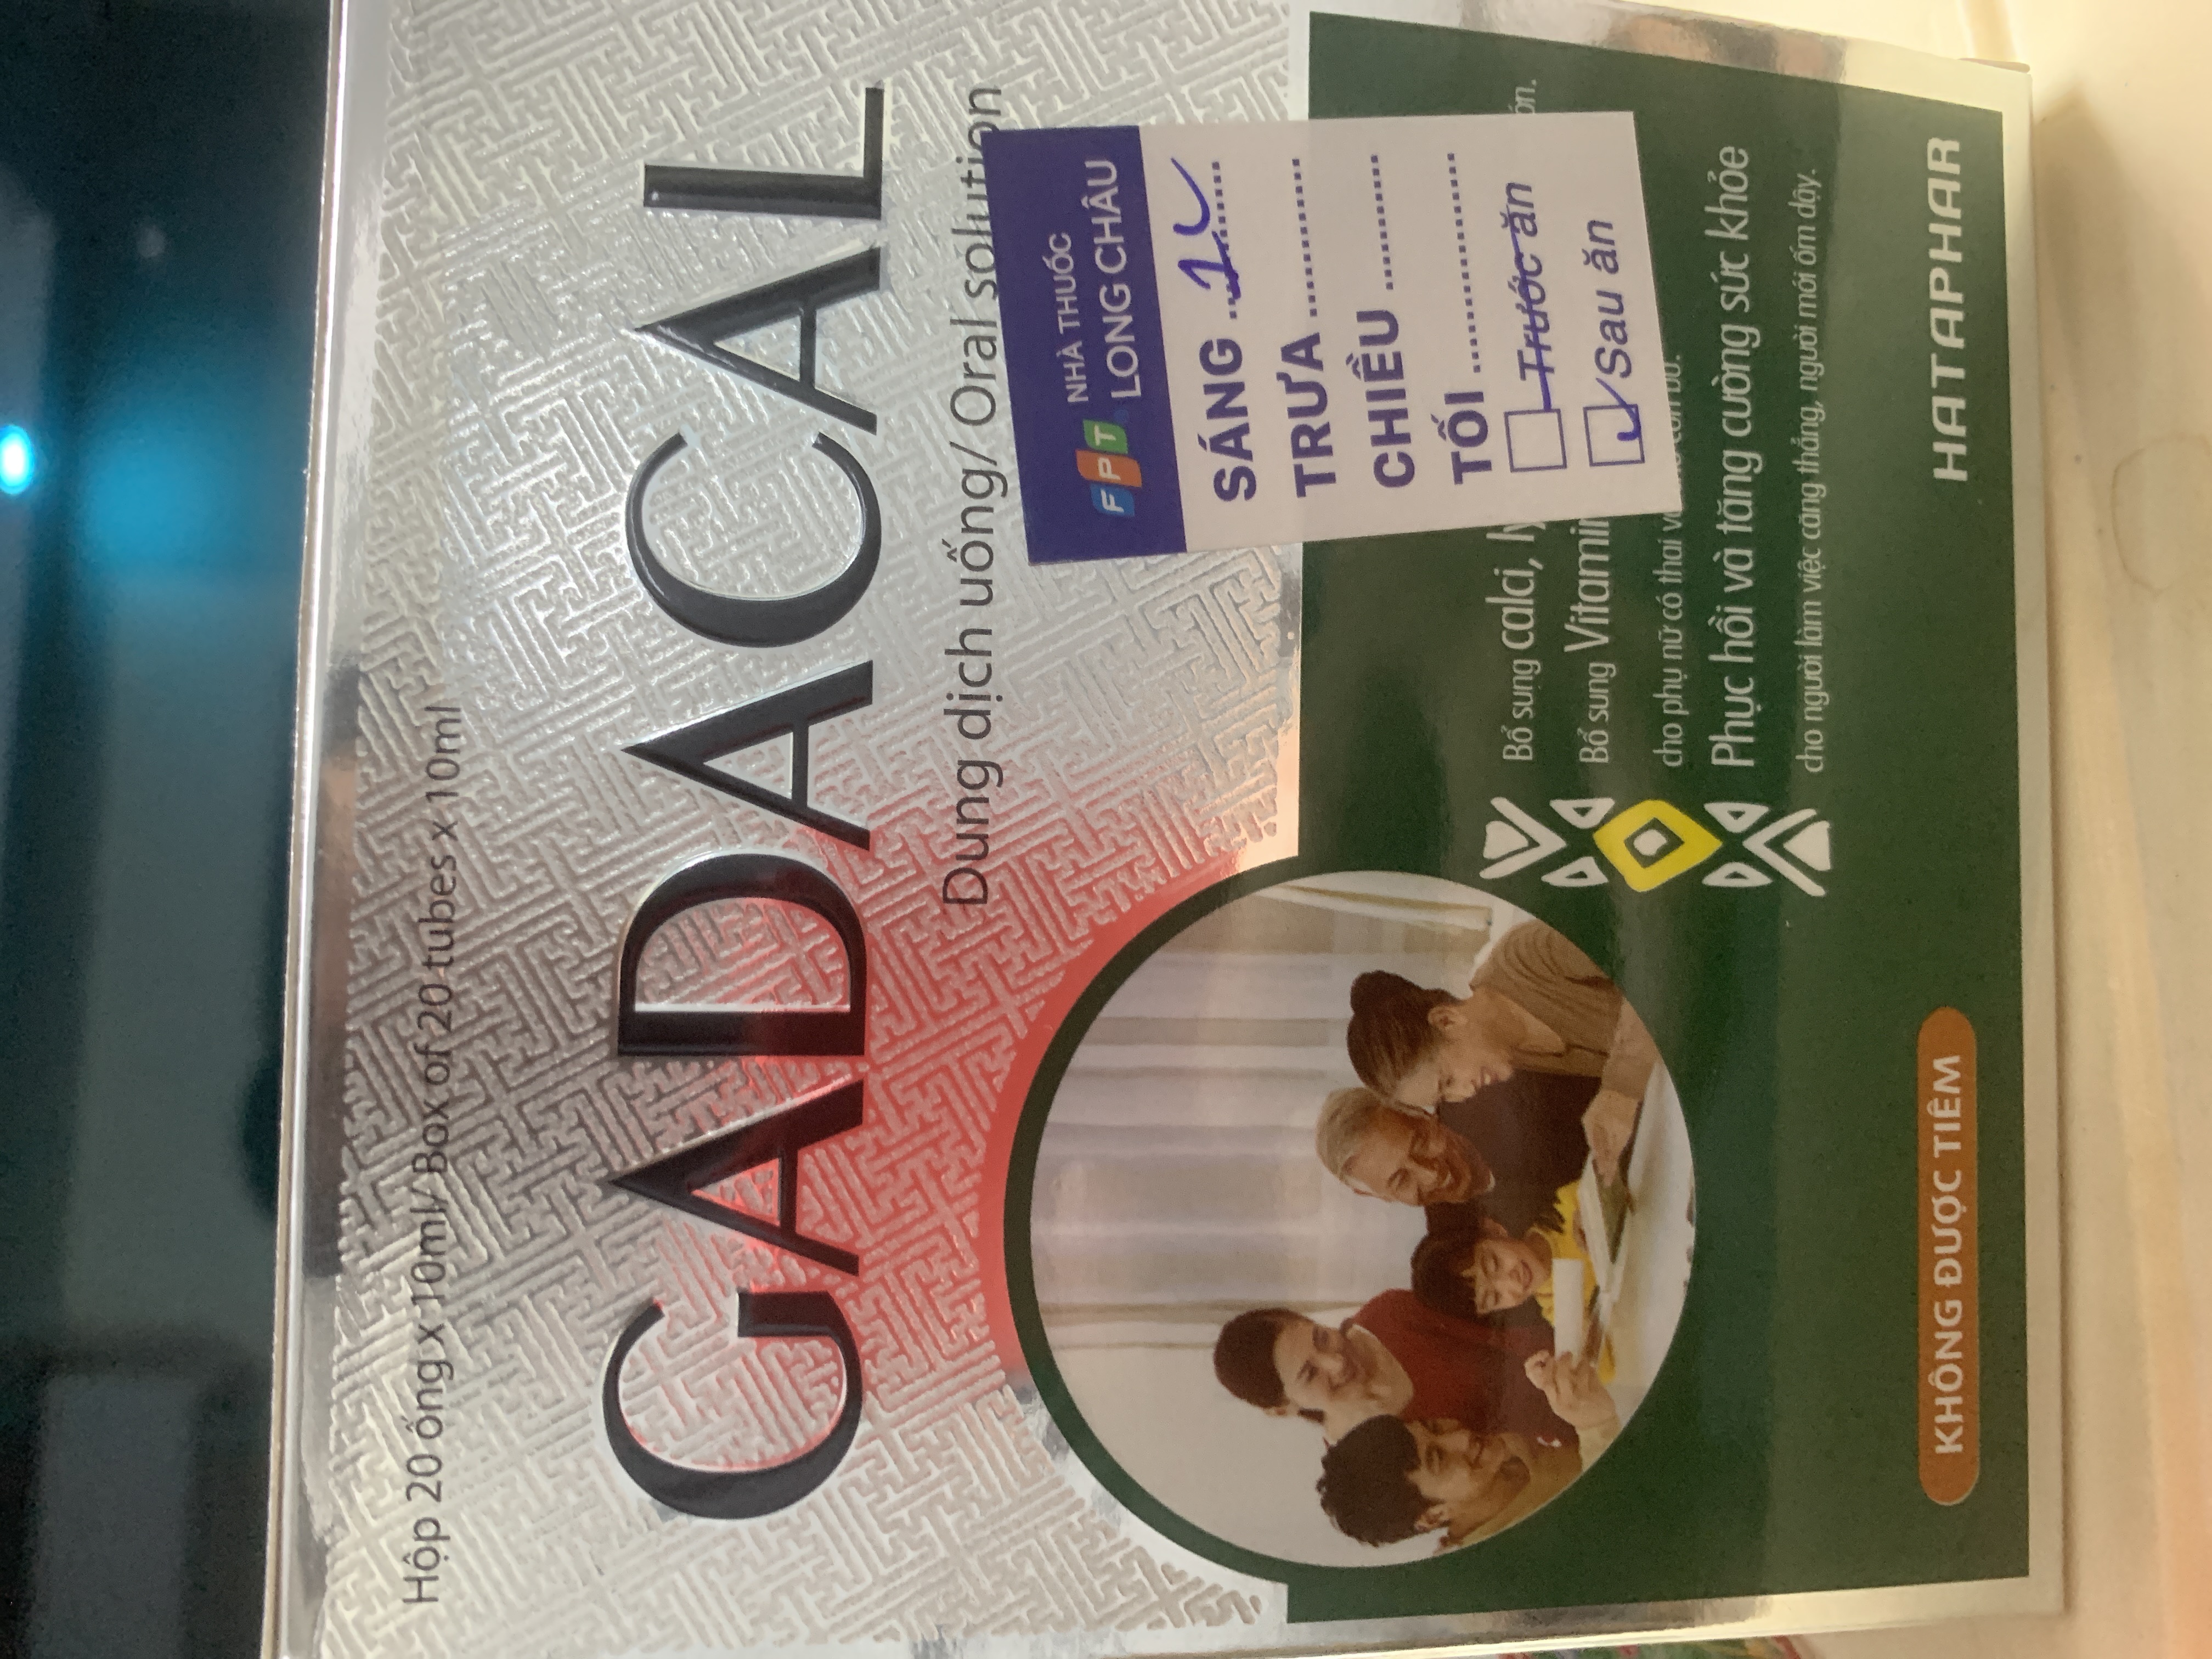 Hộp 20 ống x 10ml/ Box of 20 tubes x 10ml
GADACAL
Dung dịch uống/ Oral solution
FPT NHÀ THUỐC
LONG CHÂU
SÁNG ............
TRƯA ............
CHIỀU ...........
TỐI .................
Trước ăn
Sau ăn
Bổ sung calci,
Bổ sung
cho phụ nữ có thai
Phục hồi và tăng cường sức khỏe
cho người làm việc căng thẳng, người mới ốm dậy.
KHÔNG ĐƯỢC TIÊM
HATAPHAR